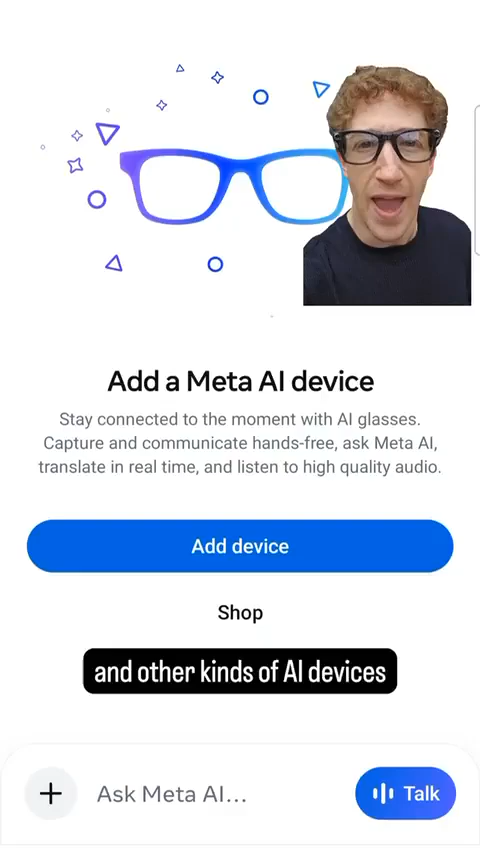 Add a Meta AI device
Stay connected to the moment with AI glasses.
Capture and communicate hands-free, ask Meta AI,
translate in real time, and listen to high quality audio.
Add device
Shop
and other kinds of AI devices
Ask Meta AI...
Talk